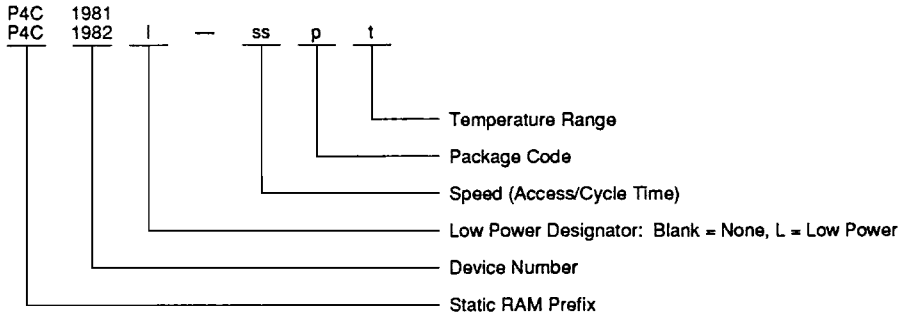 P4C 1981
P4C 1982 l — ss p t
Temperature Range
Package Code
Speed (Access/Cycle Time)
Low Power Designator: Blank = None, L = Low Power
Device Number
Static RAM Prefix